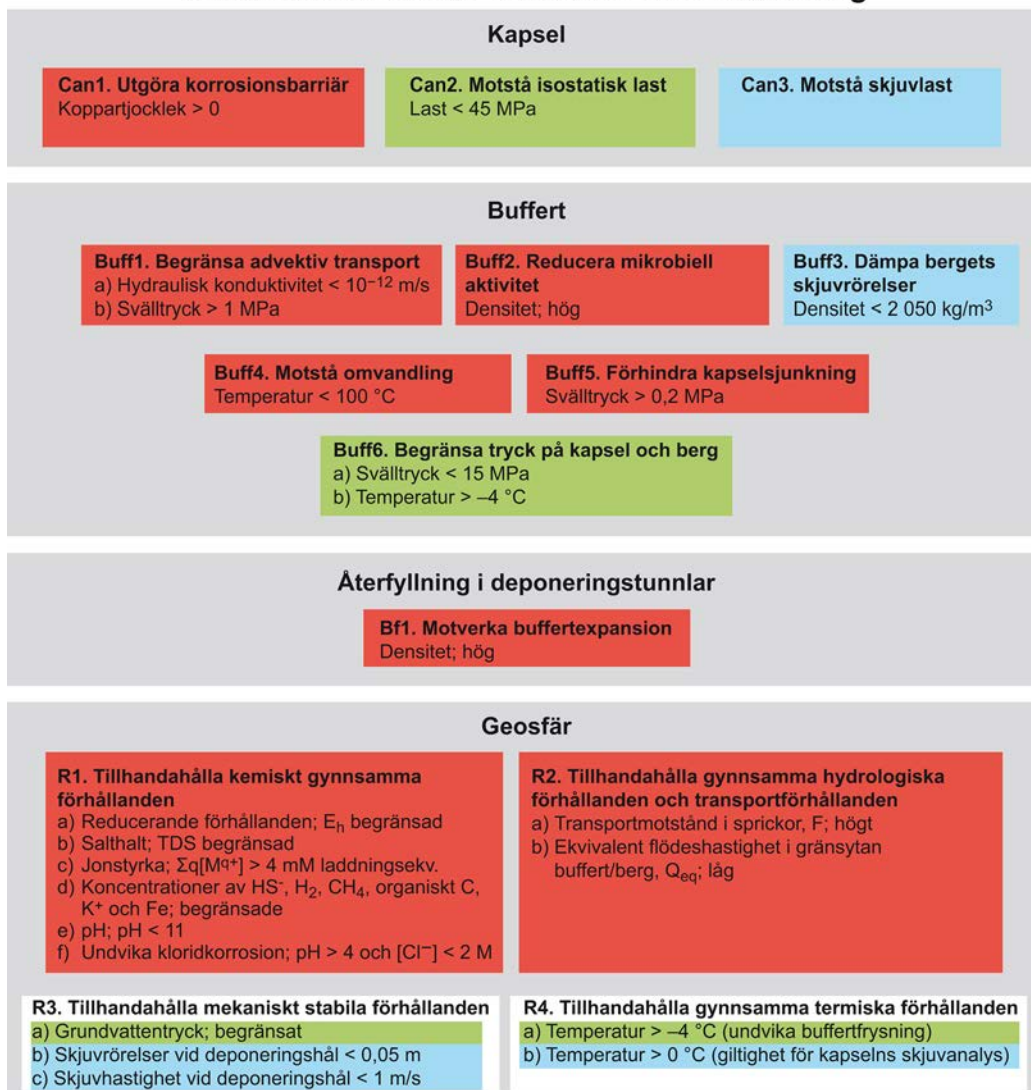 Kapsel
Can1. Utgöra korrosionsbarriär
Koppartjocklek > 0
Can2. Motstå isostatisk last
Last < 45 MPa
Can3. Motstå skjuvlast
Buffert
Buff1. Begränsa advektiv transport
a) Hydraulisk konduktivitet < 10⁻¹² m/s
b) Svälltryck > 1 MPa
Buff2. Reducera mikrobiell
aktivitet
Densitet; hög
Buff3. Dämpa bergets
skjuvrörelser
Densitet < 2 050 kg/m³
Buff4. Motstå omvandling
Temperatur < 100 °C
Buff5. Förhindra kapselsjunkning
Svälltryck > 0,2 MPa
Buff6. Begränsa tryck på kapsel och berg
a) Svälltryck < 15 MPa
b) Temperatur > –4 °C
Återfyllning i deponeringstunnlar
Bf1. Motverka buffertexpansion
Densitet; hög
Geosfär
R1. Tillhandahålla kemiskt gynnsamma
förhållanden
a) Reducerande förhållanden; Eₕ begränsad
b) Salthalt; TDS begränsad
c) Jonstyrka; Σq[Mq⁺] > 4 mM laddningsekv.
d) Koncentrationer av HS⁻, H₂, CH₄, organiskt C,
K⁺ och Fe; begränsade
e) pH; pH < 11
f) Undvika kloridkorrosion; pH > 4 och [Cl⁻] < 2 M
R2. Tillhandahålla gynnsamma hydrologiska
förhållanden och transportförhållanden
a) Transportmotstånd i sprickor, F; högt
b) Ekvivalent flödeshastighet i gränsytan
buffert/berg, Qeq; låg
R3. Tillhandahålla mekaniskt stabila förhållanden
a) Grundvattentryck; begränsat
b) Skjuvrörelser vid deponeringshål < 0,05 m
c) Skjuvhastighet vid deponeringshål < 1 m/s
R4. Tillhandahålla gynnsamma termiska förhållanden
a) Temperatur > –4 °C (undvika buffertfrysning)
b) Temperatur > 0 °C (giltighet för kapselns skjuvanalys)